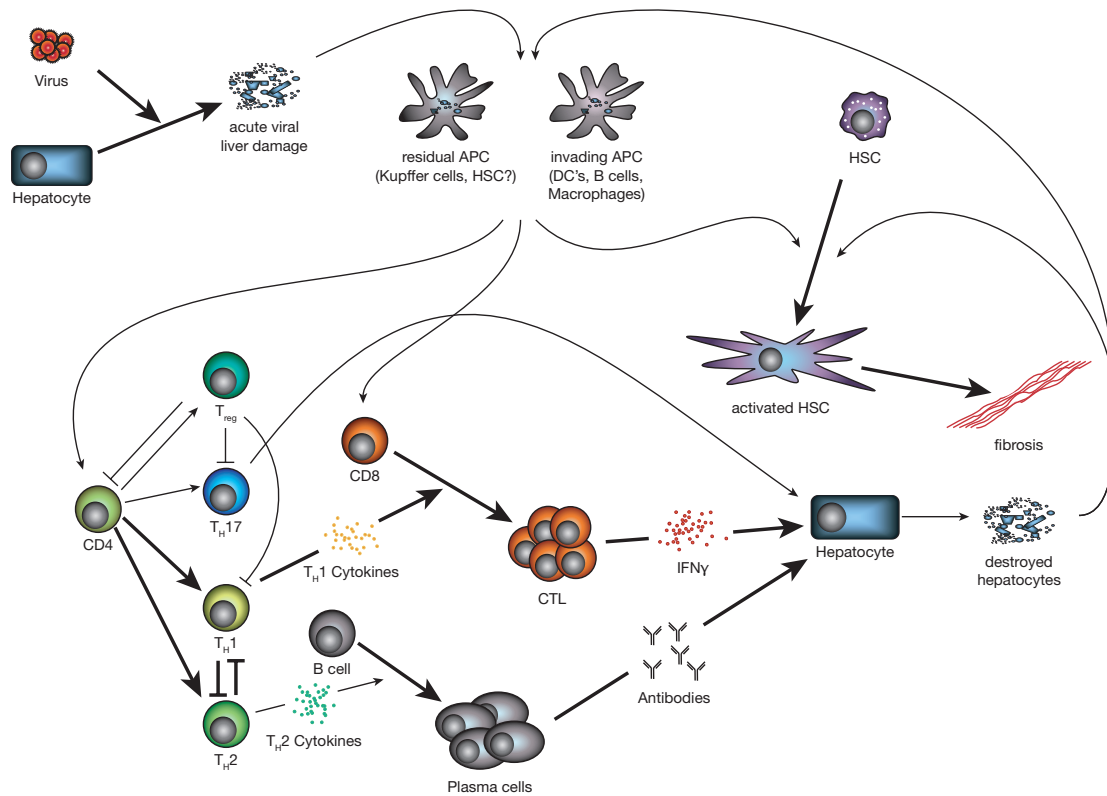 Virus
acute viral
liver damage
Hepatocyte
residual APC
(Kupffer cells, HSC?)
invading APC
(DC's, B cells,
Macrophages)
HSC
activated HSC
fibrosis
Treg
CD8
TH17
CD4
TH1 Cytokines
CTL
IFNγ
Hepatocyte
destroyed
hepatocytes
TH1
B cell
Antibodies
TH2 Cytokines
TH2
Plasma cells